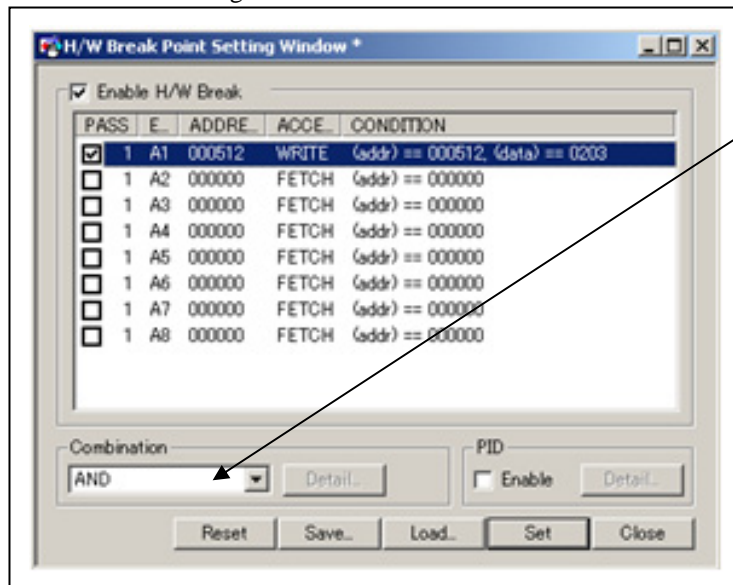 H/W Break Point Setting Window *
Enable H/W Break
PASS E... ADDRE... ACCE... CONDITION
1 A1 000512 WRITE (addr) == 000512, (data) == 0203
1 A2 000000 FETCH (addr) == 000000
1 A3 000000 FETCH (addr) == 000000
1 A4 000000 FETCH (addr) == 000000
1 A5 000000 FETCH (addr) == 000000
1 A6 000000 FETCH (addr) == 000000
1 A7 000000 FETCH (addr) == 000000
1 A8 000000 FETCH (addr) == 000000
Combination PID
AND Detail... Enable Detail...
Reset Save... Load... Set Close